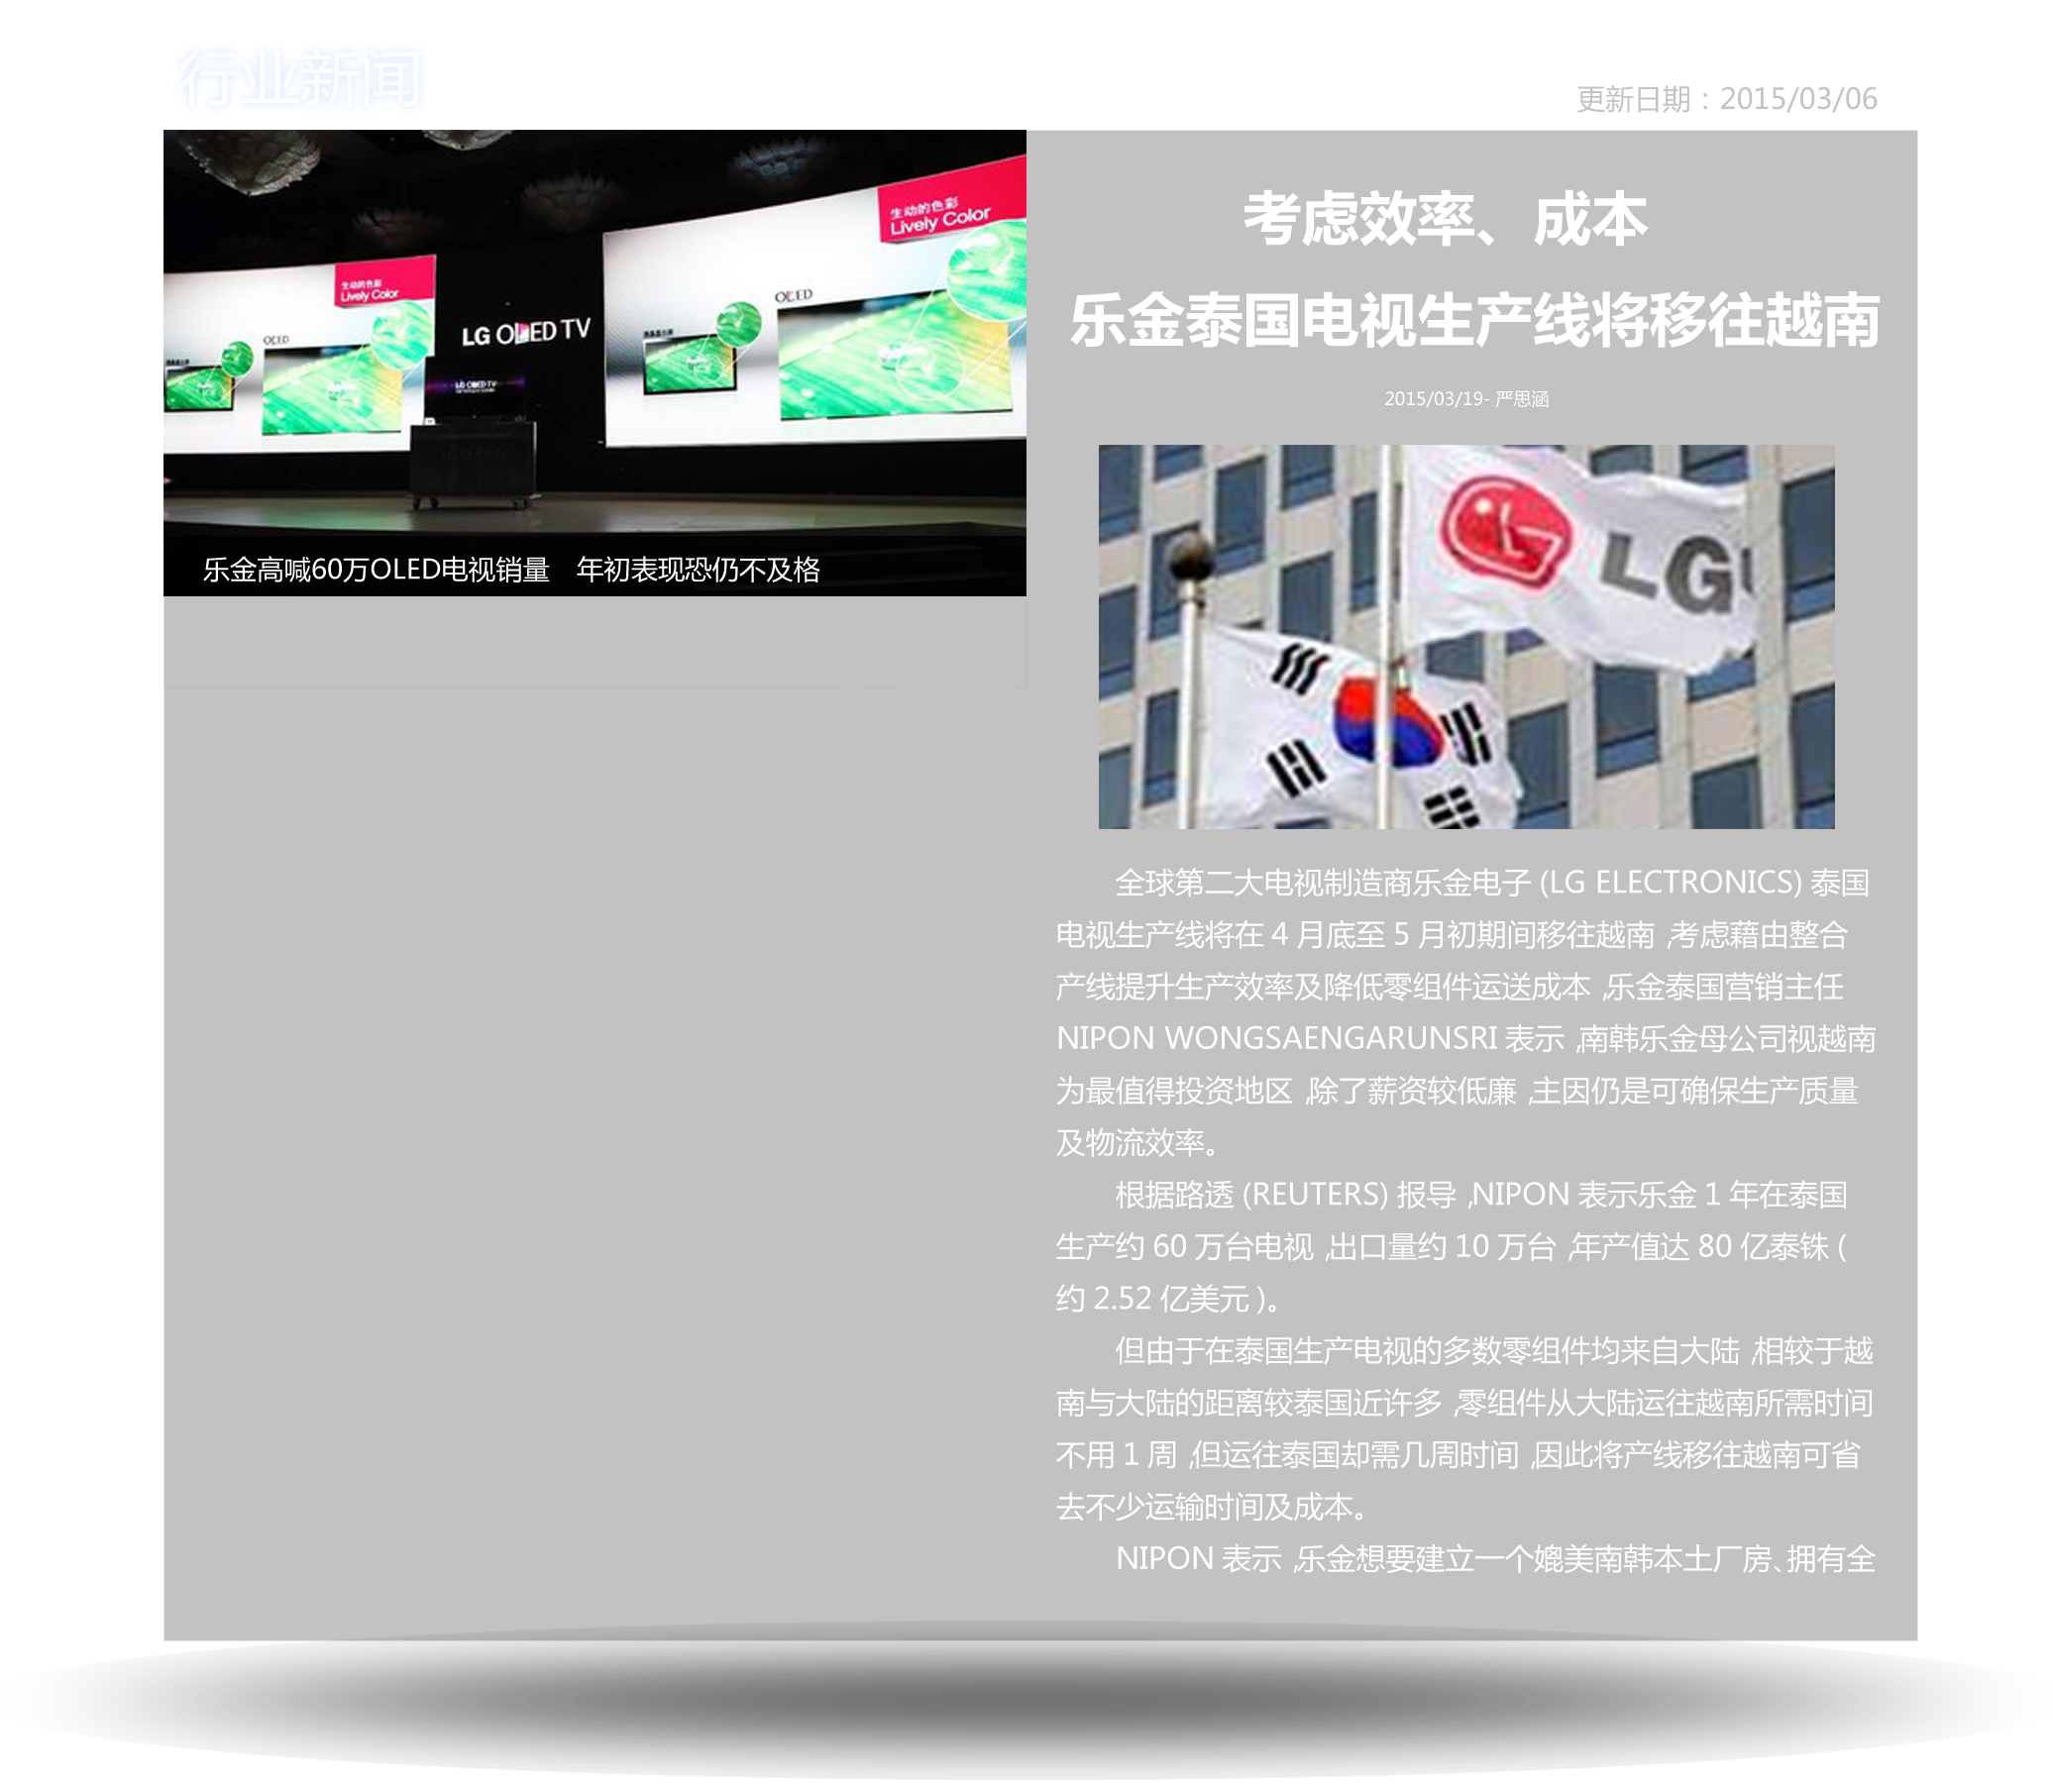 行业新闻
更新日期：2015/03/06
生动的色彩
Lively Color
OLED
LG OLED TV
LG OLED TV
生动的色彩
Lively Color
OLED
乐金高喊60万OLED电视销量　年初表现恐仍不及格
考虑效率、成本
乐金泰国电视生产线将移往越南
2015/03/19- 严思涵
LG
全球第二大电视制造商乐金电子 (LG ELECTRONICS) 泰国
电视生产线将在 4 月底至 5 月初期间移往越南 ,考虑藉由整合
产线提升生产效率及降低零组件运送成本 ,乐金泰国营销主任
NIPON WONGSAENGARUNSRI 表示 ,南韩乐金母公司视越南
为最值得投资地区 ,除了薪资较低廉 ,主因仍是可确保生产质量
及物流效率。
根据路透 (REUTERS) 报导 ,NIPON 表示乐金 1 年在泰国
生产约 60 万台电视 ,出口量约 10 万台 ,年产值达 80 亿泰铢 (
约 2.52 亿美元 )。
但由于在泰国生产电视的多数零组件均来自大陆 ,相较于越
南与大陆的距离较泰国近许多 ,零组件从大陆运往越南所需时间
不用 1 周 ,但运往泰国却需几周时间 ,因此将产线移往越南可省
去不少运输时间及成本。
NIPON 表示 ,乐金想要建立一个媲美南韩本土厂房、拥有全